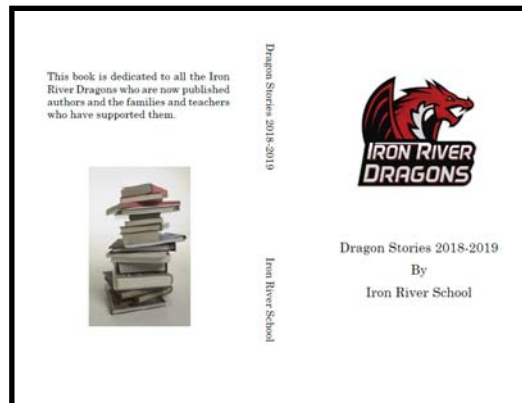 This book is dedicated to all the Iron
River Dragons who are now published
authors and the families and teachers
who have supported them.
Dragon Stories 2018-2019
Iron River School
IRON RIVER
DRAGONS
Dragon Stories 2018-2019
By
Iron River School